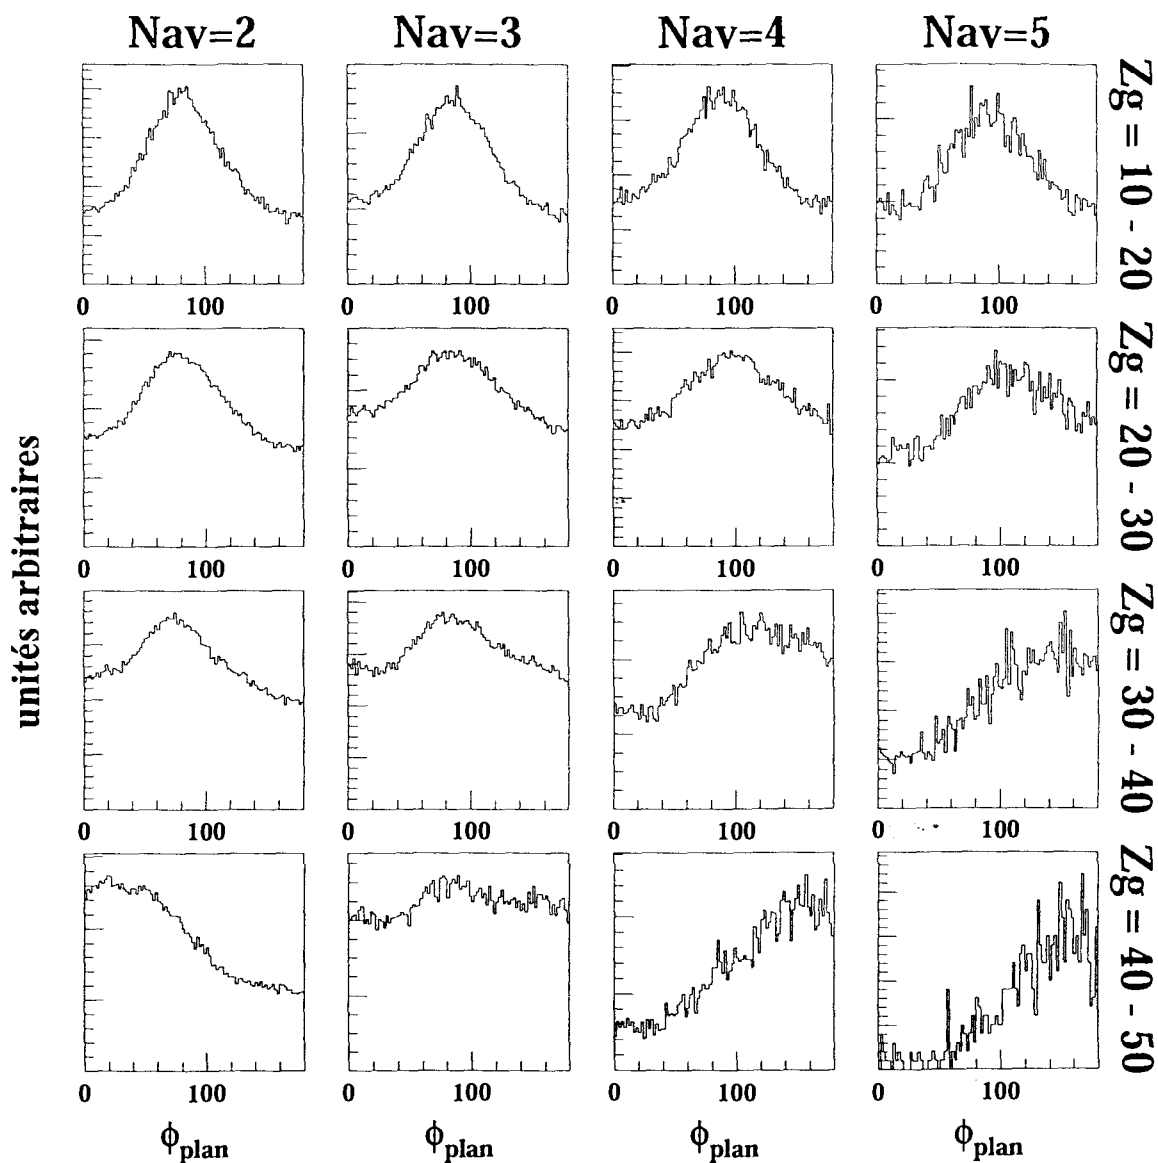 Nav=2 Nav=3 Nav=4 Nav=5
Zg = 10 - 20
0 100 0 100 0 100 0 100
Zg = 20 - 30
0 100 0 100 0 100 0 100
unités arbitraires
Zg = 30 - 40
0 100 0 100 0 100 0 100
Zg = 40 - 50
0 100 0 100 0 100 0 100
ϕplan ϕplan ϕplan ϕplan